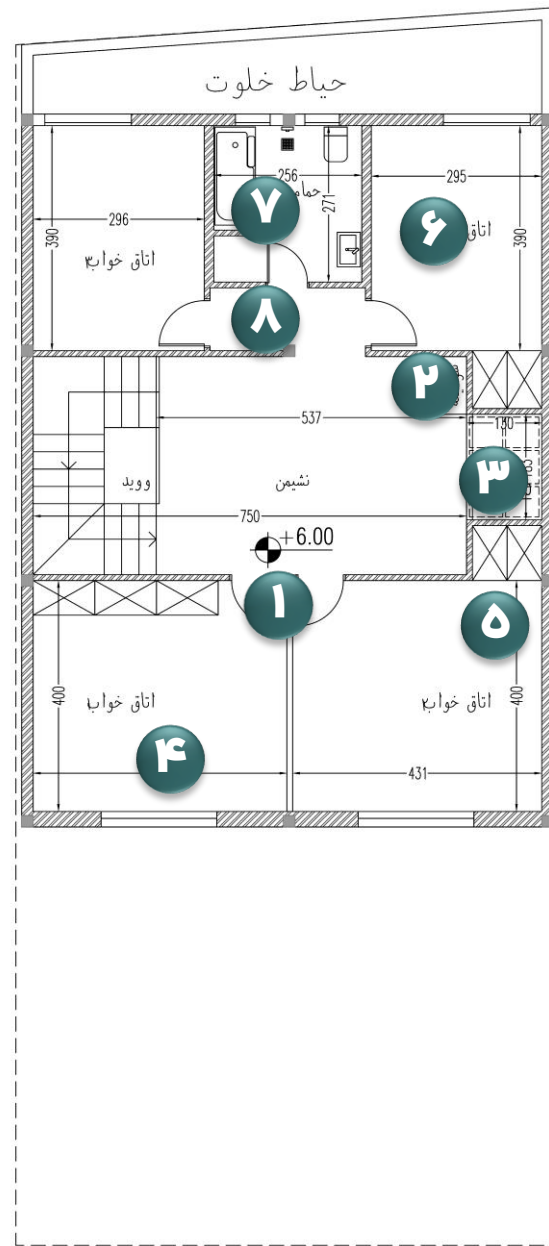 حیاط خلوت
256
حمام
271
۷
296
390
اتاق خواب۳
295
390
اتاق
۶
۸
۲
537
130
۳
ووید
نشیمن
750
+6.00
۱
۵
400
اتاق خواب
۴
اتاق خواب۲
400
431